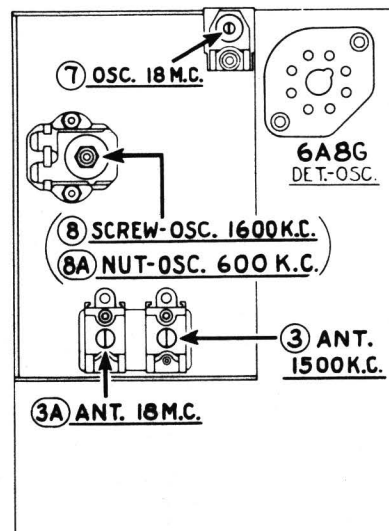 7 OSC. 18 M.C.
6A8G
DET.-OSC.
8 SCREW-OSC. 1600 K.C.
8A NUT-OSC. 600 K.C.
3 ANT.
1500 K.C.
3A ANT. 18 M.C.